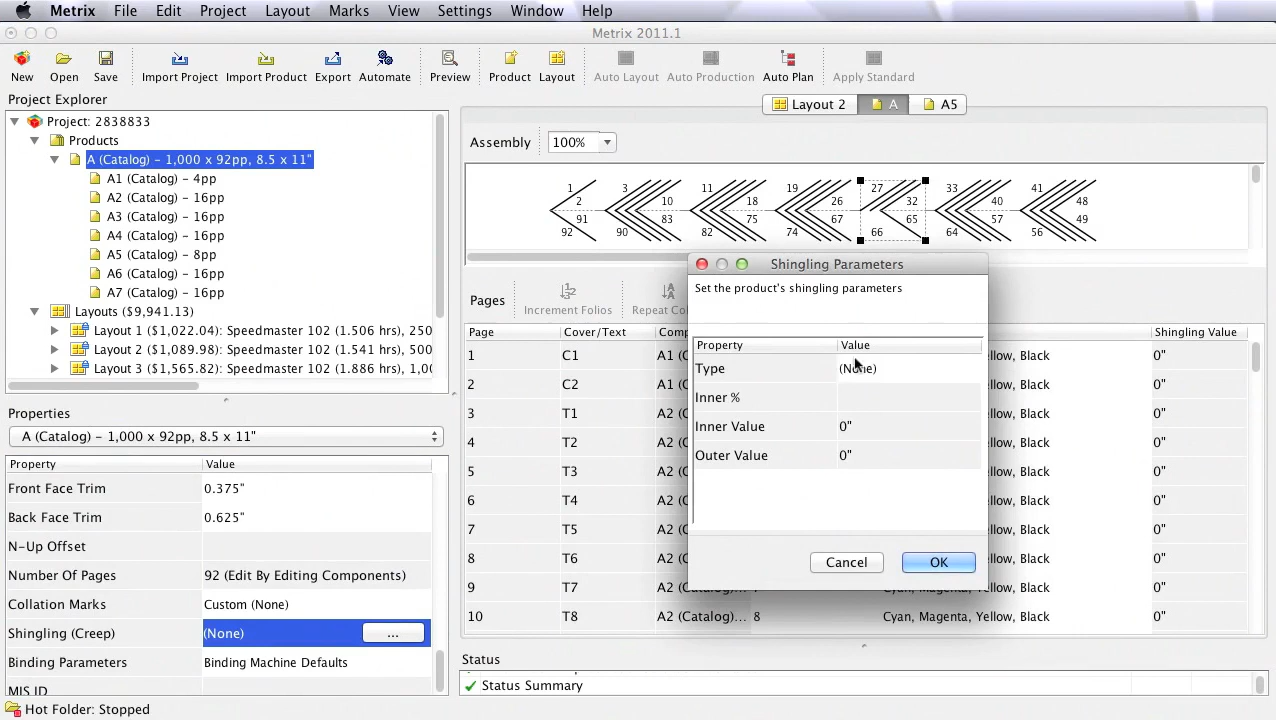 Metrix File Edit Project Layout Marks View Settings Window Help
Metrix 2011.1
New Open Save Import Project Import Product Export Automate Preview Product Layout Auto Layout Auto Production Auto Plan Apply Standard
Project Explorer
Project: 2838833
Products
A (Catalog) – 1,000 x 92pp, 8.5 x 11"
A1 (Catalog) – 4pp
A2 (Catalog) – 16pp
A3 (Catalog) – 16pp
A4 (Catalog) – 16pp
A5 (Catalog) – 8pp
A6 (Catalog) – 16pp
A7 (Catalog) – 16pp
Layouts ($9,941.13)
Layout 1 ($1,022.04): Speedmaster 102 (1.506 hrs), 250
Layout 2 ($1,089.98): Speedmaster 102 (1.541 hrs), 500
Layout 3 ($1,565.82): Speedmaster 102 (1.886 hrs), 1,00
Properties
A (Catalog) – 1,000 x 92pp, 8.5 x 11"
Property Value
Front Face Trim 0.375"
Back Face Trim 0.625"
N-Up Offset
Number Of Pages 92 (Edit By Editing Components)
Collation Marks Custom (None)
Shingling (Creep) (None) ...
Binding Parameters Binding Machine Defaults
MIS ID
Hot Folder: Stopped
Layout 2 A A5
Assembly 100%
1 3 11 19 27 33 41
2 10 18 26 32 40 48
91 83 75 67 65 57 49
92 90 82 74 66 64 56
Pages Increment Folios Repeat Co
Page Cover/Text Comp Shingling Value
1 C1 A1 (C ellow, Black 0"
2 C2 A1 (C ellow, Black 0"
3 T1 A2 (C ellow, Black 0"
4 T2 A2 (C ellow, Black 0"
5 T3 A2 (C ellow, Black 0"
6 T4 A2 (C ellow, Black 0"
7 T5 A2 (C ellow, Black 0"
8 T6 A2 (C ellow, Black 0"
9 T7 A2 (Catalog)... 7 Cyan, Magenta, Yellow, Black 0"
10 T8 A2 (Catalog)... 8 Cyan, Magenta, Yellow, Black 0"
Shingling Parameters
Set the product's shingling parameters
Property Value
Type (None)
Inner %
Inner Value 0"
Outer Value 0"
Cancel OK
Status
Status Summary